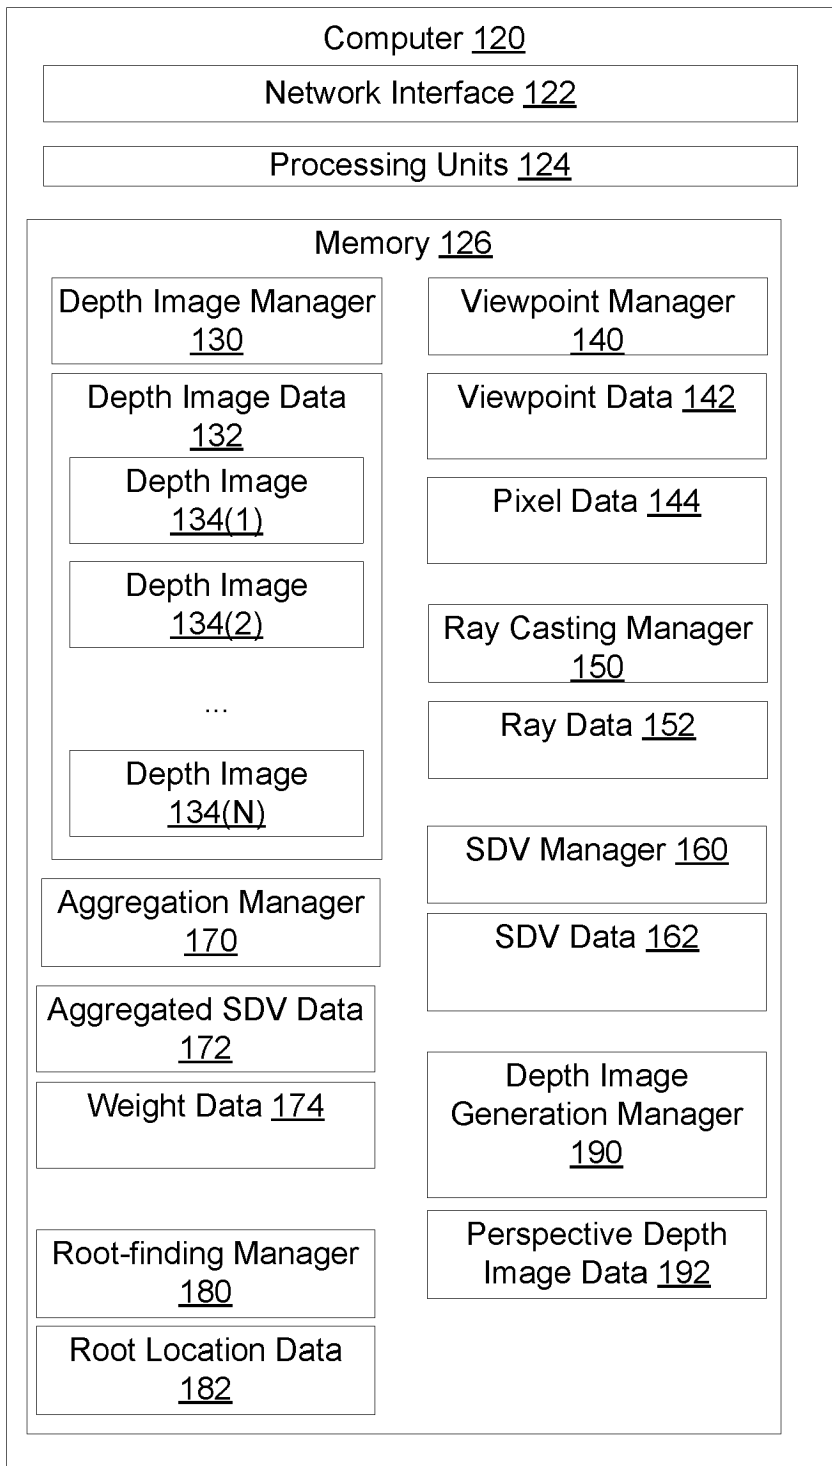 Computer 120
Network Interface 122
Processing Units 124
Memory 126
Depth Image Manager
130
Depth Image Data
132
Depth Image
134(1)
Depth Image
134(2)
...
Depth Image
134(N)
Aggregation Manager
170
Aggregated SDV Data
172
Weight Data 174
Root-finding Manager
180
Root Location Data
182
Viewpoint Manager
140
Viewpoint Data 142
Pixel Data 144
Ray Casting Manager
150
Ray Data 152
SDV Manager 160
SDV Data 162
Depth Image
Generation Manager
190
Perspective Depth
Image Data 192